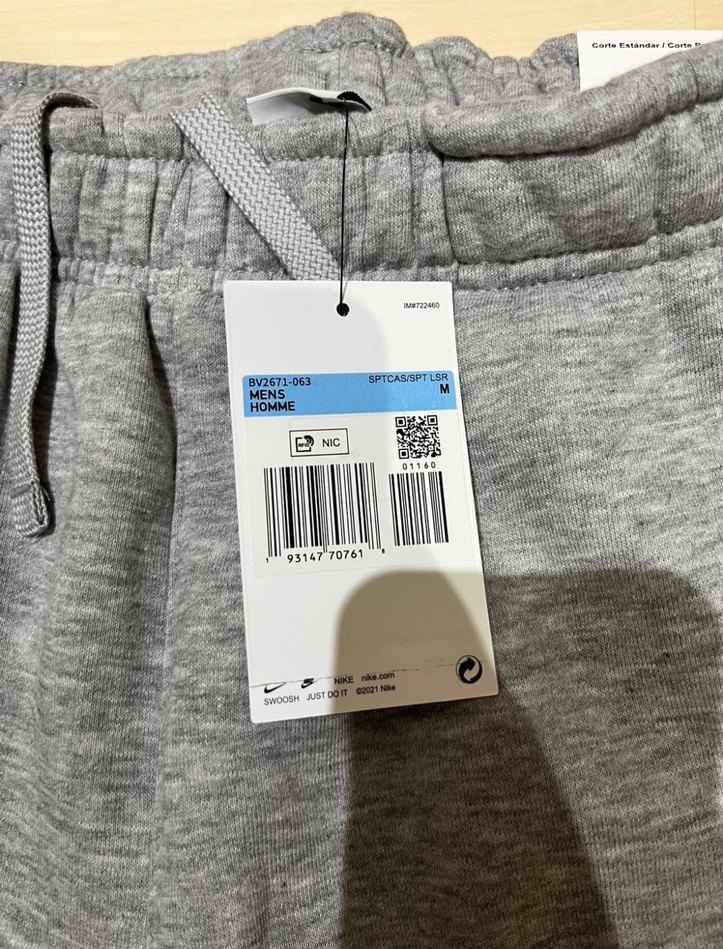 Corte Estándar / Corte
IM#722460
BV2671-063 SPTCAS/SPT LSR
MENS M
HOMME
RFID NIC
01160
1 93147 70761 8
NIKE nike.com
SWOOSH JUST DO IT ©2021 Nike